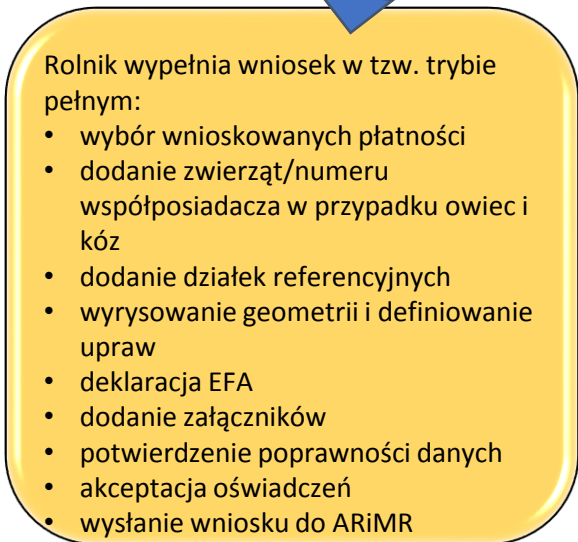 Rolnik wypełnia wniosek w tzw. trybie
pełnym:
• wybór wnioskowanych płatności
• dodanie zwierząt/numeru
współposiadacza w przypadku owiec i
kóz
• dodanie działek referencyjnych
• wyrysowanie geometrii i definiowanie
upraw
• deklaracja EFA
• dodanie załączników
• potwierdzenie poprawności danych
• akceptacja oświadczeń
• wysłanie wniosku do ARiMR